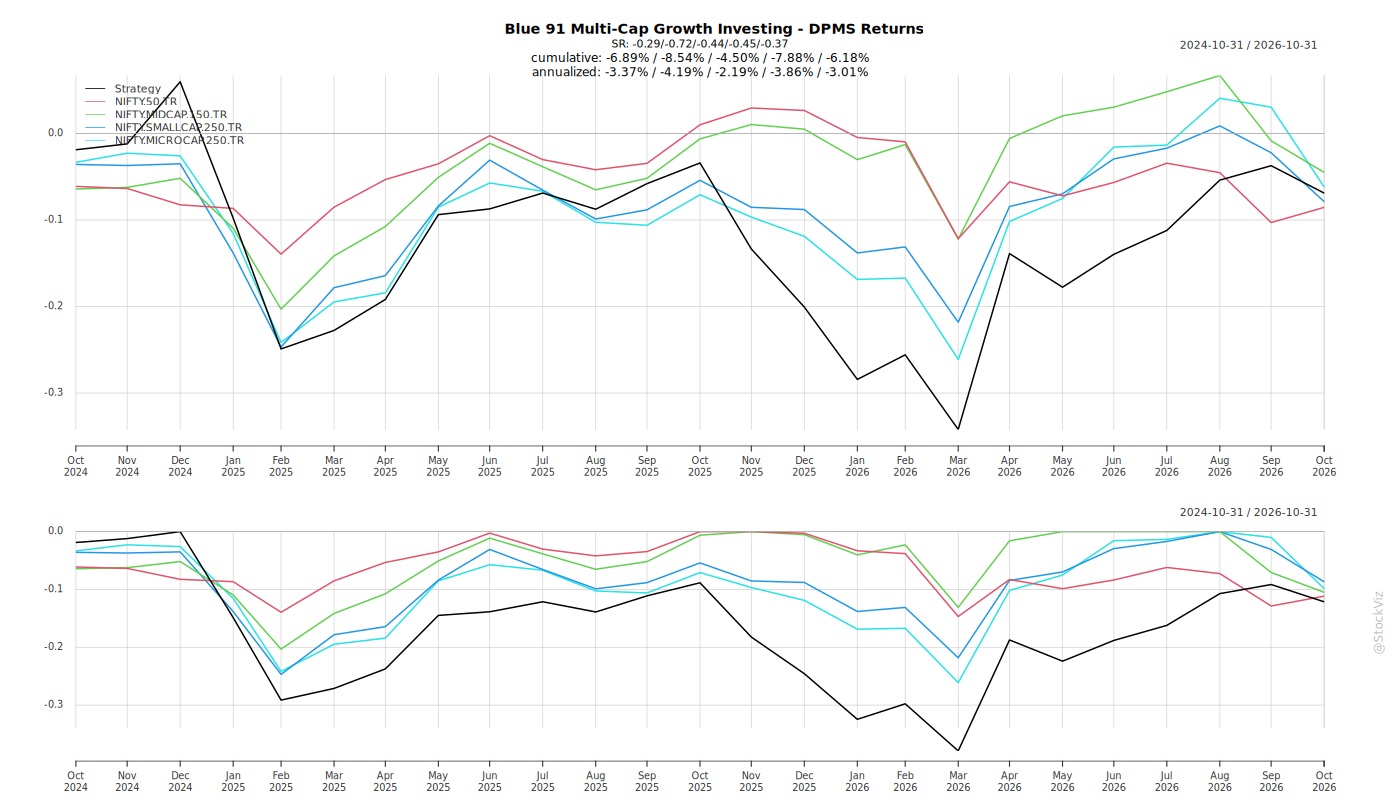 Blue 91 Multi-Cap Growth Investing - DPMS Returns
SR: -0.29/-0.72/-0.44/-0.45/-0.37
cumulative: -6.89% / -8.54% / -4.50% / -7.88% / -6.18%
annualized: -3.37% / -4.19% / -2.19% / -3.86% / -3.01%
2024-10-31 / 2026-10-31
Strategy
NIFTY.50.TR
NIFTY.MIDCAP.150.TR
NIFTY.SMALLCAP.250.TR
NIFTY.MICROCAP.250.TR
0.0
-0.1
-0.2
-0.3
Oct Nov Dec Jan Feb Mar Apr May Jun Jul Aug Sep Oct Nov Dec Jan Feb Mar Apr May Jun Jul Aug Sep Oct
2024 2024 2024 2025 2025 2025 2025 2025 2025 2025 2025 2025 2025 2025 2025 2026 2026 2026 2026 2026 2026 2026 2026 2026 2026
2024-10-31 / 2026-10-31
0.0
-0.1
-0.2
-0.3
Oct Nov Dec Jan Feb Mar Apr May Jun Jul Aug Sep Oct Nov Dec Jan Feb Mar Apr May Jun Jul Aug Sep Oct
2024 2024 2024 2025 2025 2025 2025 2025 2025 2025 2025 2025 2025 2025 2025 2026 2026 2026 2026 2026 2026 2026 2026 2026 2026
@StockViz